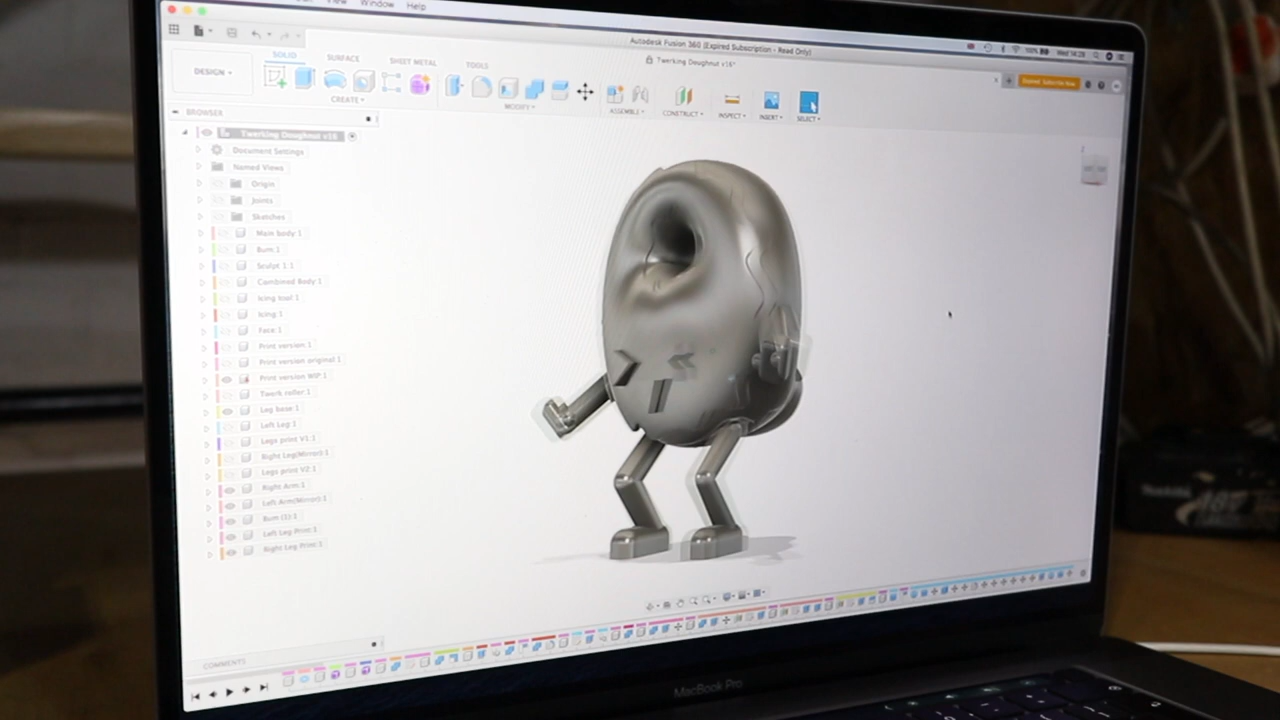 View Window Help
Autodesk Fusion 360 (Expired Subscription - Read Only)
Wed 14:28
Twerking Doughnut v16*
SOLID SURFACE SHEET METAL TOOLS
DESIGN
CREATE MODIFY ASSEMBLE CONSTRUCT INSPECT INSERT SELECT
BROWSER
Twerking Doughnut v16
Document Settings
Named Views
Origin
Joints
Sketches
Main body:1
Bum:1
Sculpt 1:1
Combined Body:1
Icing tool:1
Icing:1
Face:1
Print version:1
Print version original:1
Print version WIP:1
Twerk roller:1
Leg base:1
Left Leg:1
Legs print V1:1
Right Leg(Mirror):1
Legs print V2:1
Right Arm:1
Left Arm(Mirror):1
Bum (1):1
Left Leg Print:1
Right Leg Print:1
COMMENTS
MacBook Pro